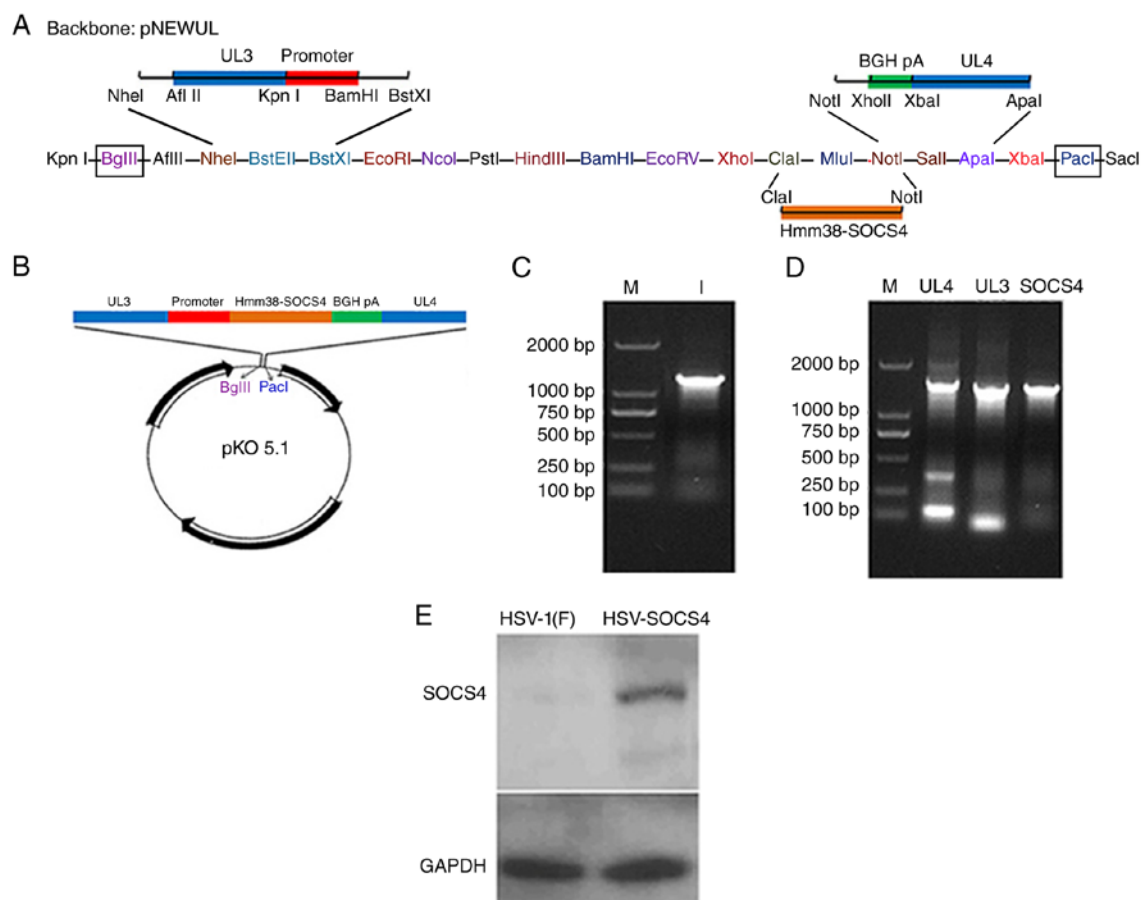 A Backbone: pNEWUL
UL3 Promoter
NheI Afl II Kpn I BamHI BstXI
BGH pA UL4
NotI XholI XbaI ApaI
Kpn I BglII AflII NheI BstEII BstXI EcoRI NcoI PstI HindIII BamHI EcoRV XhoI ClaI MluI NotI SalI ApaI XbaI PacI SacI
ClaI NotI
Hmm38-SOCS4
B
UL3 Promoter Hmm38-SOCS4 BGH pA UL4
BglII PacI
pKO 5.1
C
M I
2000 bp
1000 bp
750 bp
500 bp
250 bp
100 bp
D
M UL4 UL3 SOCS4
2000 bp
1000 bp
750 bp
500 bp
250 bp
100 bp
E
HSV-1(F) HSV-SOCS4
SOCS4
GAPDH